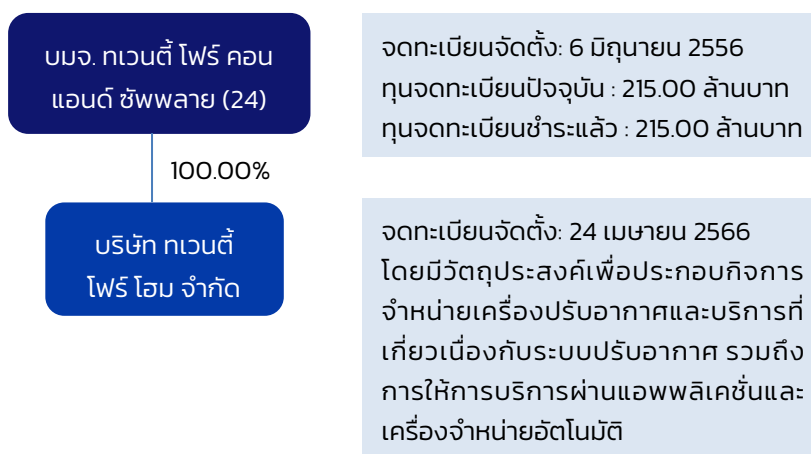 บมจ. ทเวนตี้ โฟร์ คอน
แอนด์ ซัพพลาย (24)
จดทะเบียนจัดตั้ง: 6 มิถุนายน 2556
ทุนจดทะเบียนปัจจุบัน : 215.00 ล้านบาท
ทุนจดทะเบียนชำระแล้ว : 215.00 ล้านบาท
100.00%
บริษัท ทเวนตี้
โฟร์ โฮม จำกัด
จดทะเบียนจัดตั้ง: 24 เมษายน 2566
โดยมีวัตถุประสงค์เพื่อประกอบกิจการ
จำหน่ายเครื่องปรับอากาศและบริการที่
เกี่ยวเนื่องกับระบบปรับอากาศ รวมถึง
การให้การบริการผ่านแอพพลิเคชั่นและ
เครื่องจำหน่ายอัตโนมัติ